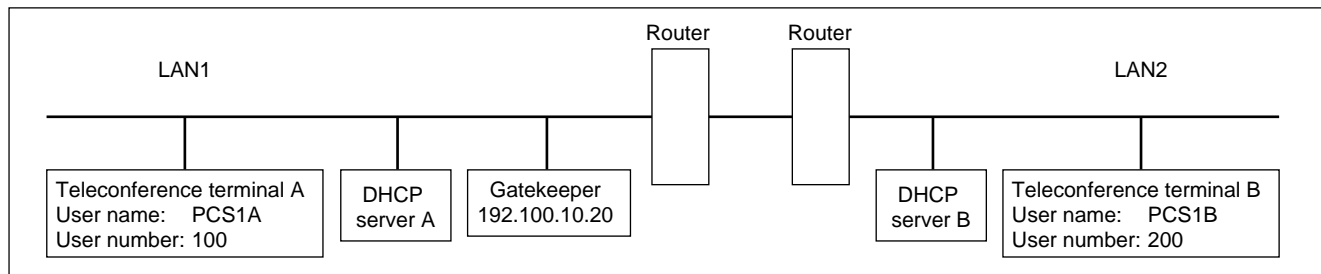 Router
Router
LAN1
LAN2
Teleconference terminal A
User name: PCS1A
User number: 100
DHCP
server A
Gatekeeper
192.100.10.20
DHCP
server B
Teleconference terminal B
User name: PCS1B
User number: 200